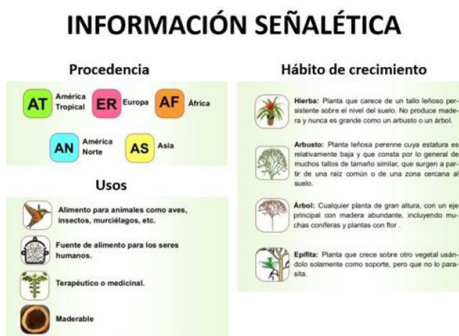 INFORMACIÓN SEÑALÉTICA
Procedencia
AT América
Tropical
ER Europa
AF África
AN América
Norte
AS Asia
Usos
Alimento para animales como aves,
insectos, murciélagos, etc.
Fuente de alimento para los seres
humanos.
Terapéutico o medicinal.
Maderable
Hábito de crecimiento
Hierba: Planta que carece de un tallo leñoso per-
sistente sobre el nivel del suelo. No produce made-
ra y nunca es grande como un arbusto o un árbol.
Arbusto: Planta leñosa perenne cuya estatura es
relativamente baja y que consta por lo general de
muchos tallos de tamaño similar, que surgen a par-
tir de una raíz común o de una zona cercana al
suelo.
Árbol: Cualquier planta de gran altura, con un eje
principal con madera abundante, incluyendo mu-
chas coníferas y plantas con flor .
Epífita: Planta que crece sobre otro vegetal usán-
dolo solamente como soporte, pero que no lo para-
sita.